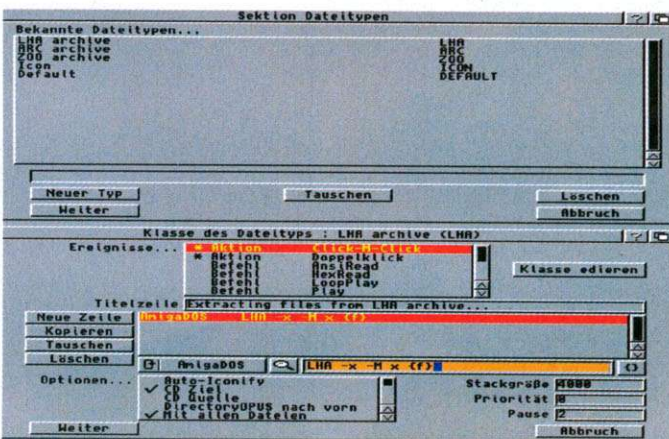 Sektion Dateitypen
?
Bekannte Dateitypen...
LHA archive LHA
ARC archive ARC
ZOO archive ZOO
Icon ICON
Default DEFAULT
Neuer Typ Tauschen Löschen
Weiter Abbruch
Klasse des Dateityps : LHA archive (LHA)
?
Ereignisse...
* Aktion Click-M-Click
* Aktion Doppelklick
Befehl AnsiRead
Befehl HexRead
Befehl LoopPlay
Befehl Play
Klasse edieren
Titelzeile Extracting files from LHA archive...
Neue Zeile
Kopieren
Tauschen
Löschen
AmigaDOS LHA -x -M x {f}
AmigaDOS LHA -x -M x {f} {}
Optionen...
Auto-Iconify
✓ CD Ziel
CD Quelle
DirectoryOPUS nach vorn
✓ Mit allen Dateien
Stackgröße 4000
Priorität 0
Pause 2
Weiter Abbruch